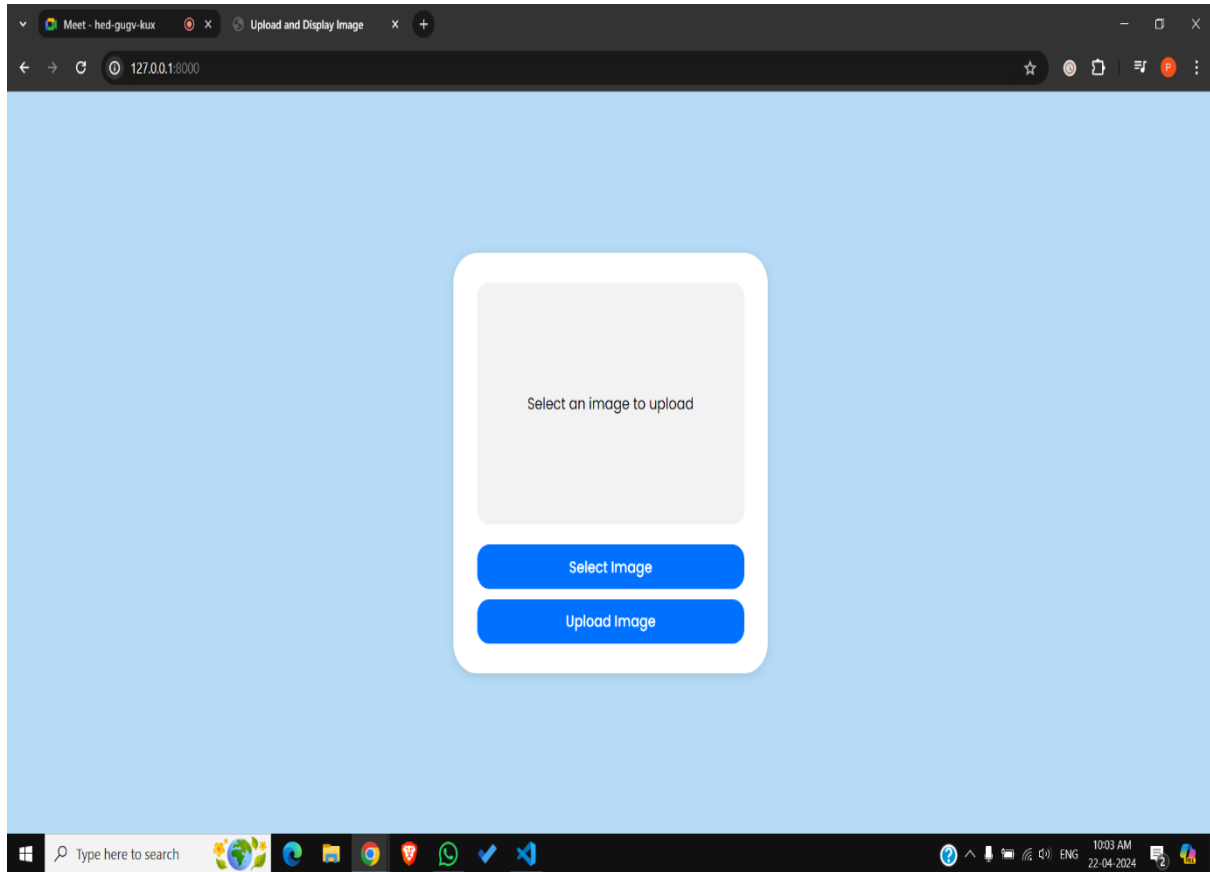 Meet - hed-gugv-kux
Upload and Display Image
127.0.0.1:8000
P
Select an image to upload
Select Image
Upload Image
Type here to search
ENG
10:03 AM
22-04-2024
2